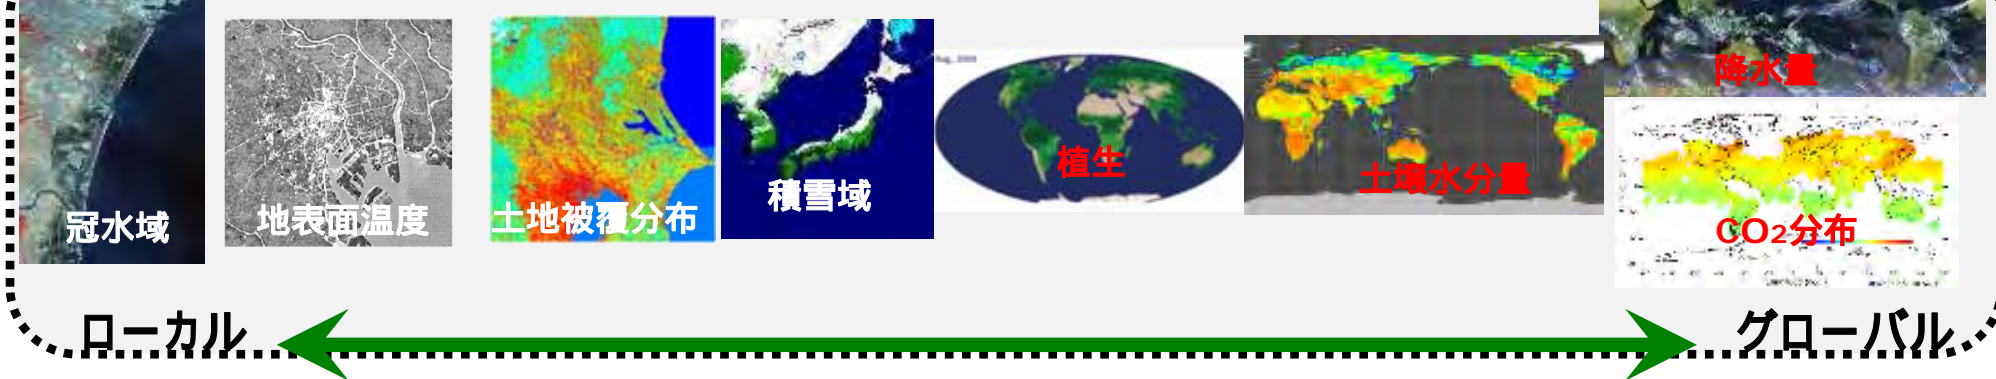 降水量
植生
土壌水分量
積雪域
冠水域
地表面温度
土地被覆分布
CO2分布
ローカル
グローバル